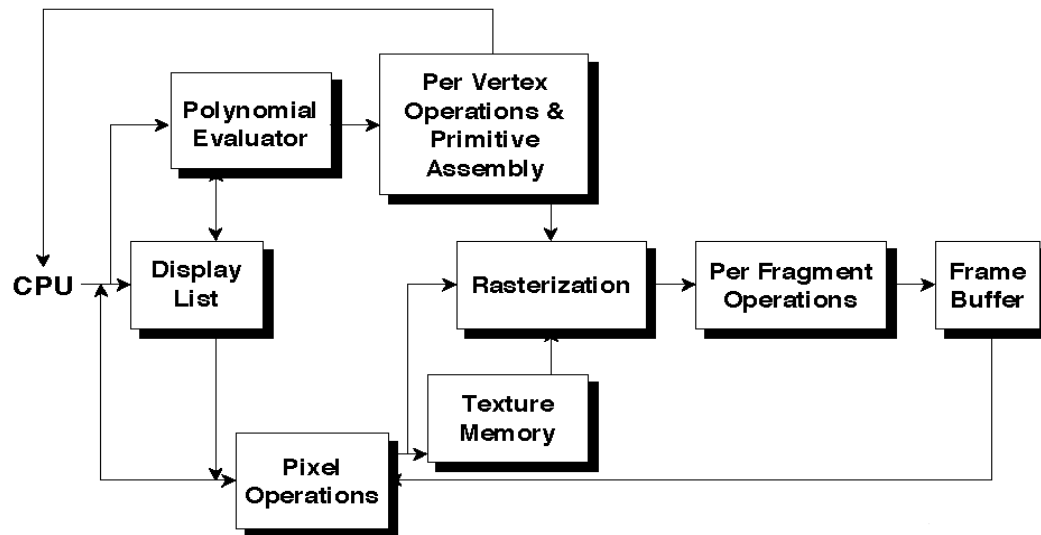 Per Vertex
Operations &
Primitive
Assembly
Polynomial
Evaluator
CPU
Display
List
Rasterization
Per Fragment
Operations
Frame
Buffer
Texture
Memory
Pixel
Operations